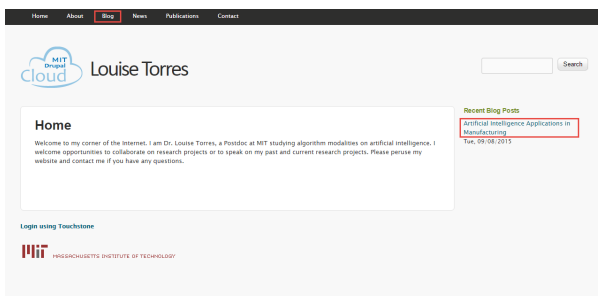 Home About Blog News Publications Contact
MIT
Drupal
Cloud
Louise Torres
Search
Recent Blog Posts
Artificial Intelligence Applications in
Manufacturing
Tue, 09/08/2015
Home
Welcome to my corner of the Internet. I am Dr. Louise Torres, a Postdoc at MIT studying algorithm modalities on artificial intelligence. I
welcome opportunities to collaborate on research projects or to speak on my past and current research projects. Please peruse my
website and contact me if you have any questions.
Login using Touchstone
MASSACHUSETTS INSTITUTE OF TECHNOLOGY